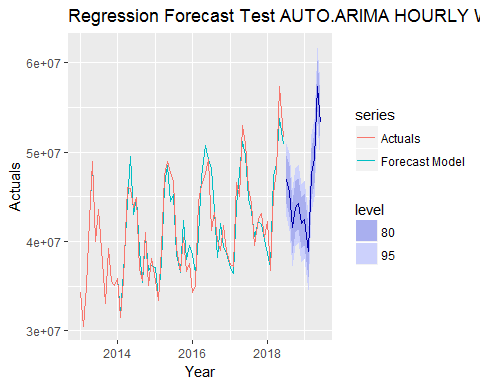 Regression Forecast Test AUTO.ARIMA HOURLY
6e+07
5e+07
4e+07
3e+07
Actuals
2014
2016
2018
Year
series
Actuals
Forecast Model
level
80
95